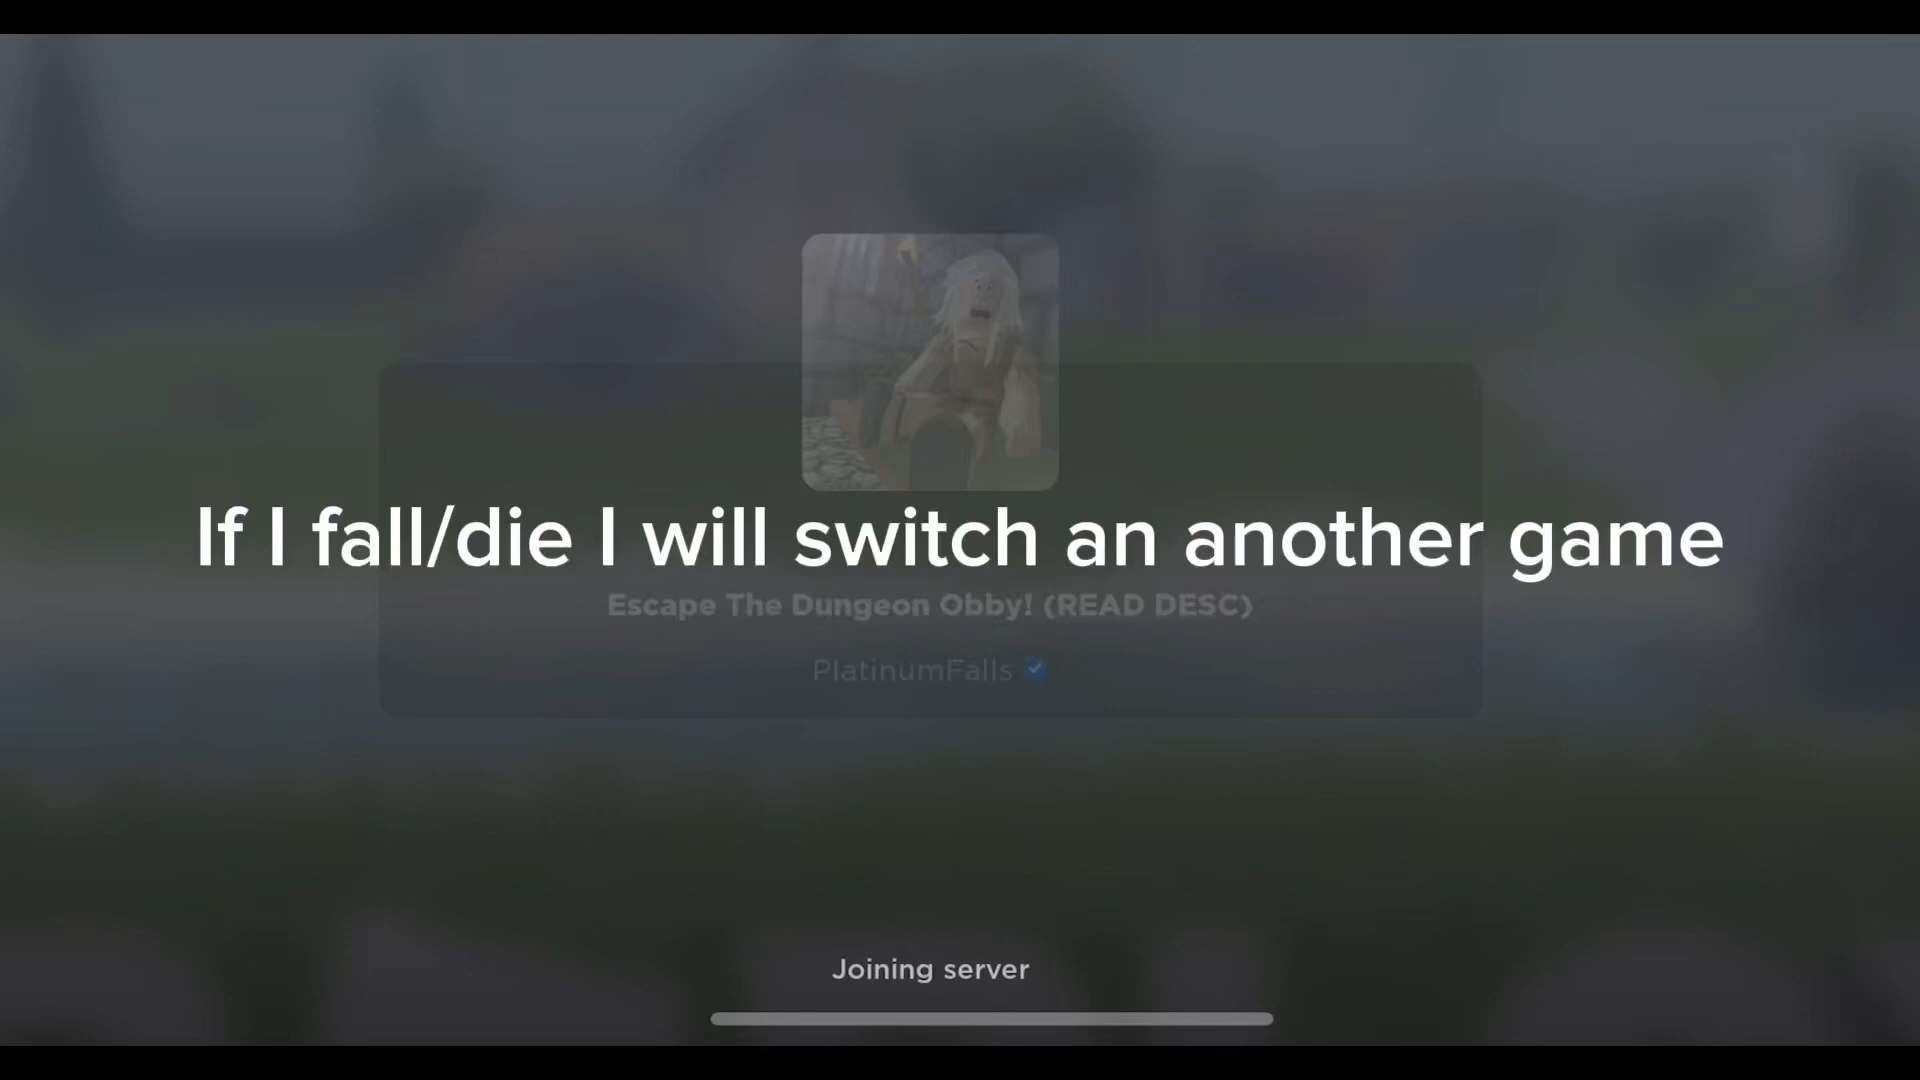 If I fall/die I will switch an another game
Escape The Dungeon Obby! (READ DESC)
PlatinumFalls
Joining server